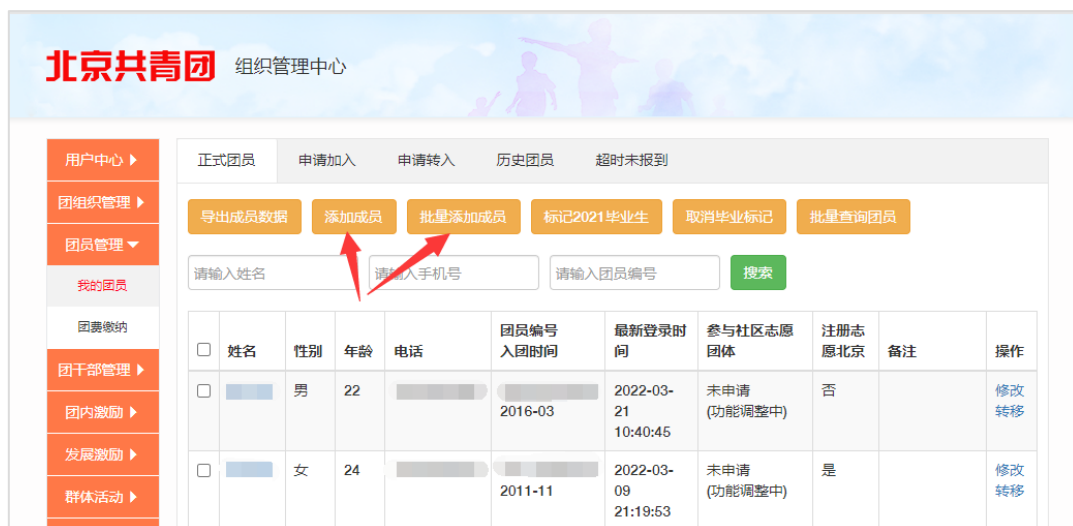 北京共青团 组织管理中心
用户中心
团组织管理
团员管理
我的团员
团费缴纳
团干部管理
团内激励
发展激励
群体活动
正式团员 申请加入 申请转入 历史团员 超时未报到
导出成员数据 添加成员 批量添加成员 标记2021毕业生 取消毕业标记 批量查询团员
请输入姓名 请输入手机号 请输入团员编号 搜索
姓名 性别 年龄 电话 团员编号 最新登录时 参与社区志愿 注册志 备注 操作
入团时间 间 团体 愿北京
男 22 2022-03- 未申请 否 修改
2016-03 21 (功能调整中) 转移
10:40:45
女 24 2022-03- 未申请 是 修改
2011-11 09 (功能调整中) 转移
21:19:53